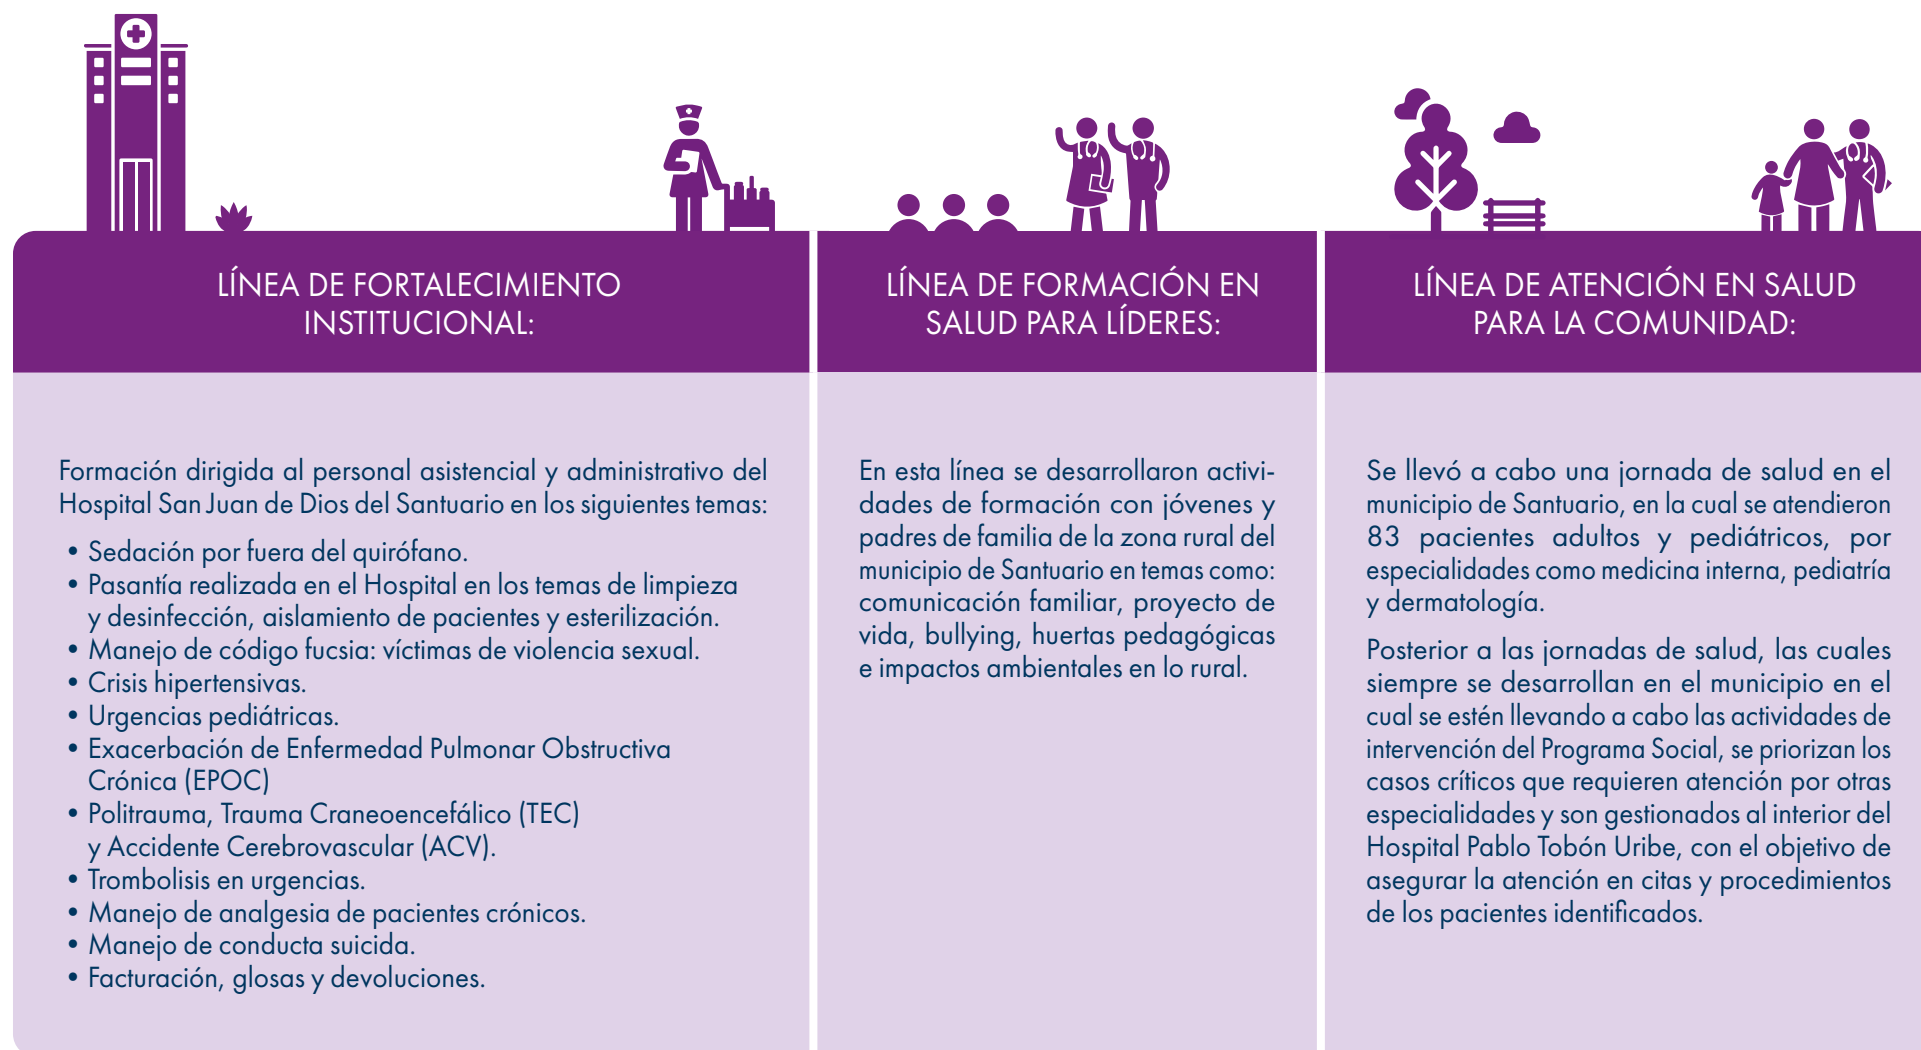 LÍNEA DE FORTALECIMIENTO
INSTITUCIONAL:
Formación dirigida al personal asistencial y administrativo del
Hospital San Juan de Dios del Santuario en los siguientes temas:
• Sedación por fuera del quirófano.
• Pasantía realizada en el Hospital en los temas de limpieza
y desinfección, aislamiento de pacientes y esterilización.
• Manejo de código fucsia: víctimas de violencia sexual.
• Crisis hipertensivas.
• Urgencias pediátricas.
• Exacerbación de Enfermedad Pulmonar Obstructiva
Crónica (EPOC)
• Politrauma, Trauma Craneoencefálico (TEC)
y Accidente Cerebrovascular (ACV).
• Trombolisis en urgencias.
• Manejo de analgesia de pacientes crónicos.
• Manejo de conducta suicida.
• Facturación, glosas y devoluciones.
LÍNEA DE FORMACIÓN EN
SALUD PARA LÍDERES:
En esta línea se desarrollaron activi-
dades de formación con jóvenes y
padres de familia de la zona rural del
municipio de Santuario en temas como:
comunicación familiar, proyecto de
vida, bullying, huertas pedagógicas
e impactos ambientales en lo rural.
LÍNEA DE ATENCIÓN EN SALUD
PARA LA COMUNIDAD:
Se llevó a cabo una jornada de salud en el
municipio de Santuario, en la cual se atendieron
83 pacientes adultos y pediátricos, por
especialidades como medicina interna, pediatría
y dermatología.
Posterior a las jornadas de salud, las cuales
siempre se desarrollan en el municipio en el
cual se estén llevando a cabo las actividades de
intervención del Programa Social, se priorizan los
casos críticos que requieren atención por otras
especialidades y son gestionados al interior del
Hospital Pablo Tobón Uribe, con el objetivo de
asegurar la atención en citas y procedimientos
de los pacientes identificados.